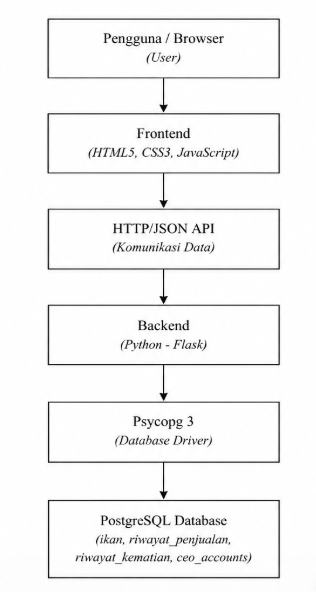 Pengguna / Browser
(User)
Frontend
(HTML5, CSS3, JavaScript)
HTTP/JSON API
(Komunikasi Data)
Backend
(Python - Flask)
Psycopg 3
(Database Driver)
PostgreSQL Database
(ikan, riwayat_penjualan,
riwayat_kematian, ceo_accounts)